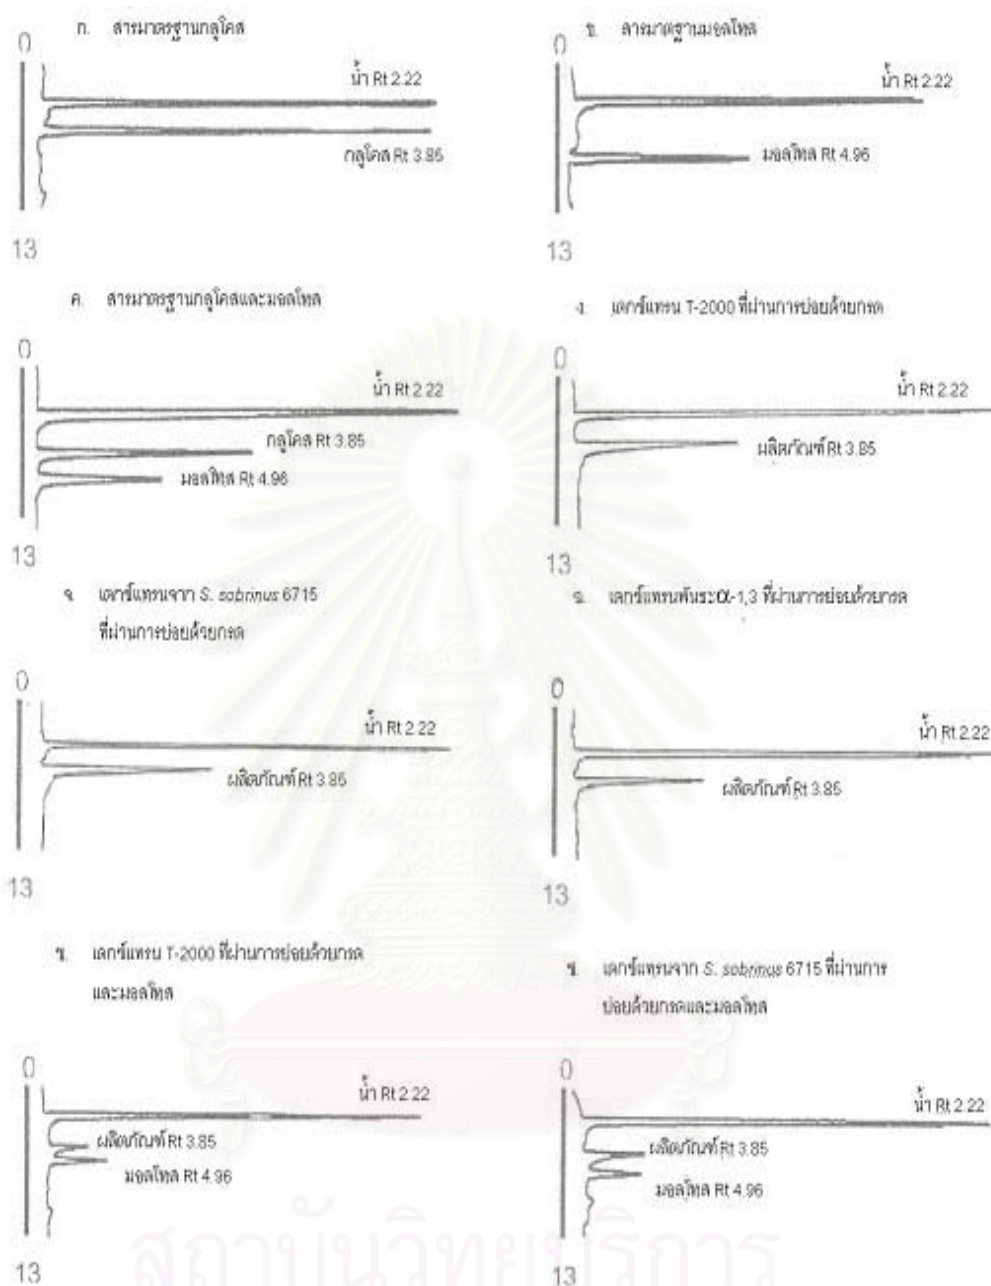 ก. สารมาตรฐานกลูโคส
0
น้ำ Rt 2.22
กลูโคส Rt 3.85
13
ข. สารมาตฐานมอลโทส
0
น้ำ Rt 2.22
มอลโทส Rt 4.96
13
ค. สารมาตรฐานกลูโคสและมอลโทส
0
น้ำ Rt 2.22
กลูโคส Rt 3.85
มอลโทส Rt 4.96
13
ง. เดกซ์แทรน T-2000 ที่ผ่านการย่อยด้วยกรด
0
น้ำ Rt 2.22
ผลิตภัณฑ์ Rt 3.85
13
จ. เดกซ์แทรนจาก S. sobrinus 6715
ที่ผ่านการย่อยด้วยกรด
0
น้ำ Rt 2.22
ผลิตภัณฑ์ Rt 3.85
13
ฉ. เดกซ์แทรนพันธะα-1,3 ที่ผ่านการย่อยด้วยกรด
0
น้ำ Rt 2.22
ผลิตภัณฑ์ Rt 3.85
13
ช. เดกซ์แทรน T-2000 ที่ผ่านการย่อยด้วยกรด
และมอลโทส
0
น้ำ Rt 2.22
ผลิตภัณฑ์ Rt 3.85
มอลโทส Rt 4.96
13
ซ. เดกซ์แทรนจาก S. sobrinus 6715 ที่ผ่านการ
ย่อยด้วยกรดและมอลโทส
0
น้ำ Rt 2.22
ผลิตภัณฑ์ Rt 3.85
มอลโทส Rt 4.96
13
สถาบันวิทยบริการ